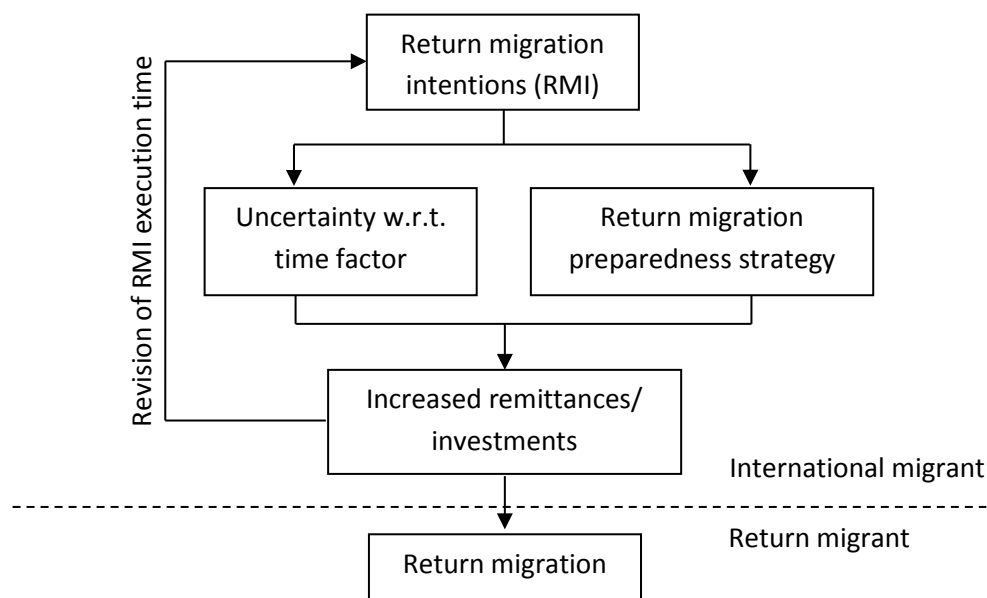 Return migration
intentions (RMI)
Revision of RMI execution time
Uncertainty w.r.t.
time factor
Return migration
preparedness strategy
Increased remittances/
investments
International migrant
Return migrant
Return migration